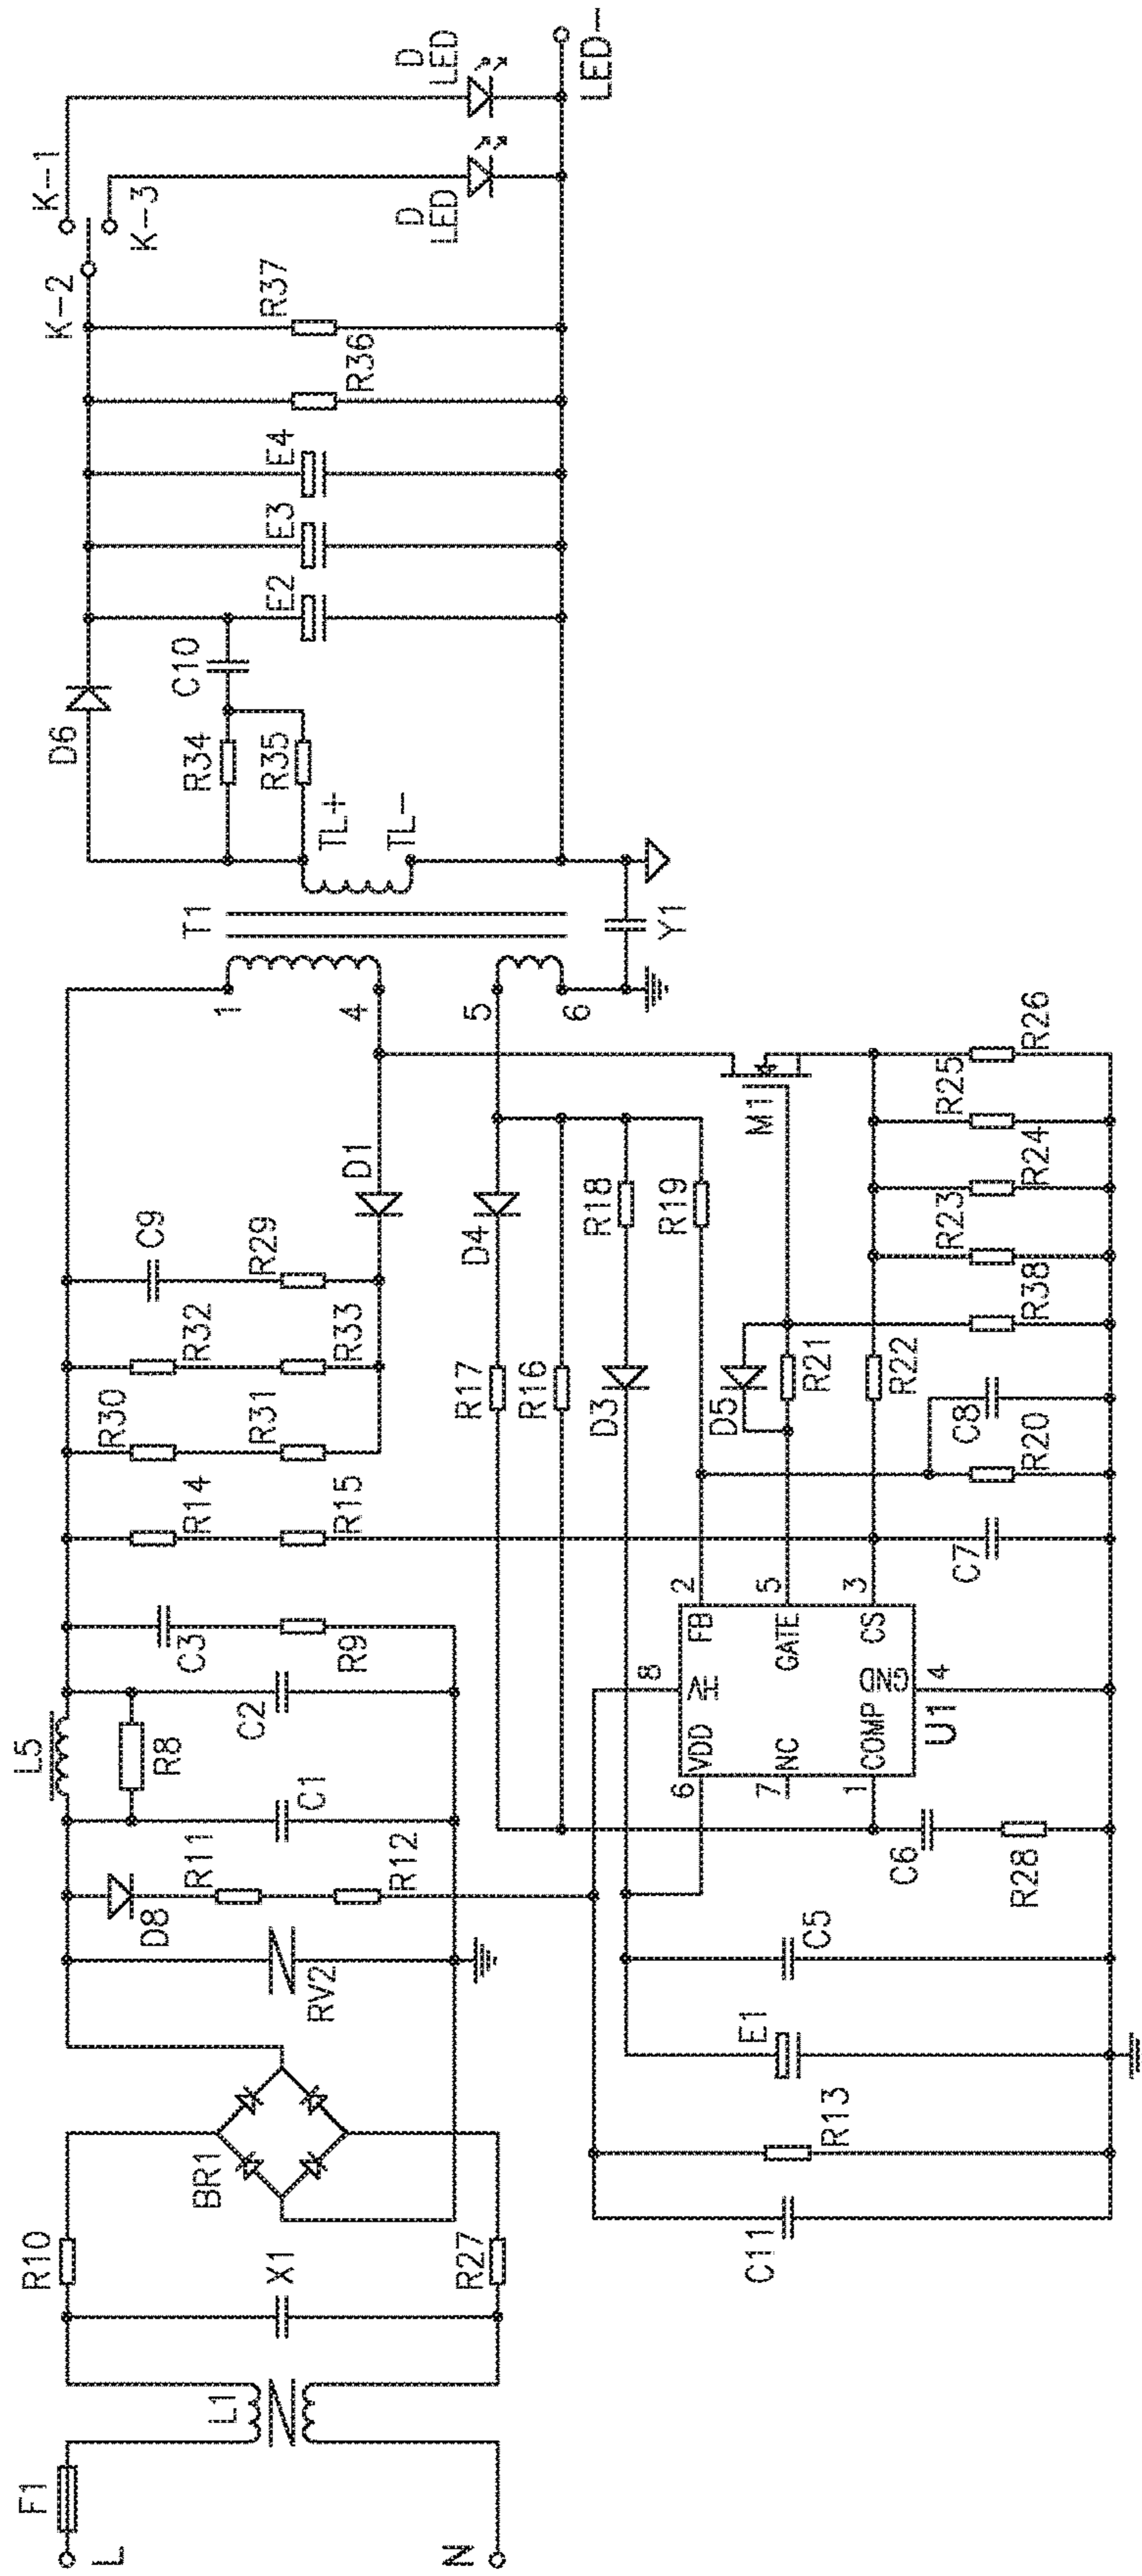 F1
L
N
L1
X1
R10
R27
BR1
RV2
D8
R11
R12
L5
R8
C1
C2
C3
R9
R14
R15
R30
R31
R32
R33
C9
R29
D1
T1
1
4
5
6
Y1
TL+
TL-
D6
R34
R35
C10
E2
E3
E4
R36
R37
K-2
K-1
K-3
D
LED
D
LED
LED-
D4
R17
R16
R18
D3
R19
M1
D5
R21
R22
R23
R24
R25
R26
R38
C8
R20
C7
C11
R13
E1
C5
C6
R28
U1
8
HV
6
VDD
7
NC
1
COMP
2
FB
5
GATE
3
CS
4
GND